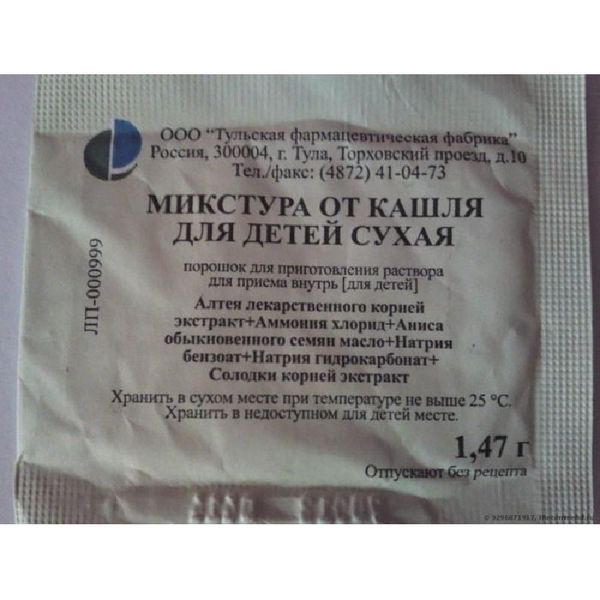 ООО "Тульская фармацевтическая фабрика"
Россия, 300004, г. Тула, Торховский проезд, д.10
Тел./факс: (4872) 41-04-73
МИКСТУРА ОТ КАШЛЯ
ДЛЯ ДЕТЕЙ СУХАЯ
порошок для приготовления раствора
для приема внутрь [для детей]
Алтея лекарственного корней
экстракт+Аммония хлорид+Аниса
обыкновенного семян масло+Натрия
бензоат+Натрия гидрокарбонат+
Солодки корней экстракт
Хранить в сухом месте при температуре не выше 25 °С.
Хранить в недоступном для детей месте.
1,47 г
Отпускают без рецепта
ЛП-000999